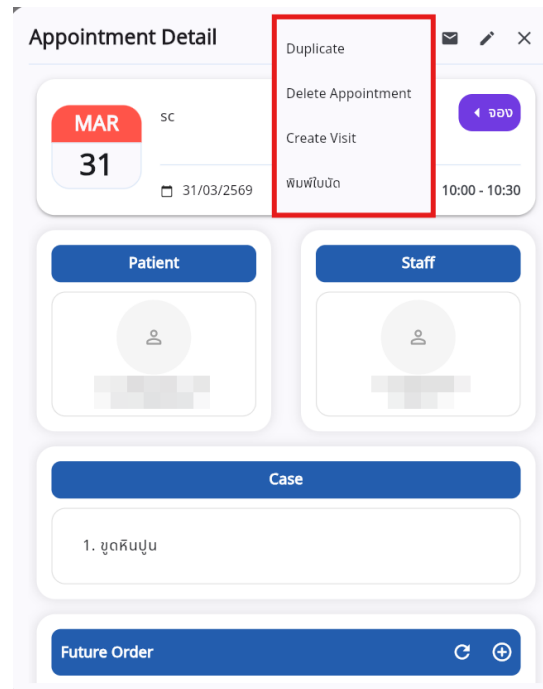 Appointment Detail
Duplicate
Delete Appointment
Create Visit
พิมพ์ใบนัด
MAR
31
sc
จอง
31/03/2569
10:00 - 10:30
Patient
Staff
Case
1. ขูดหินปูน
Future Order